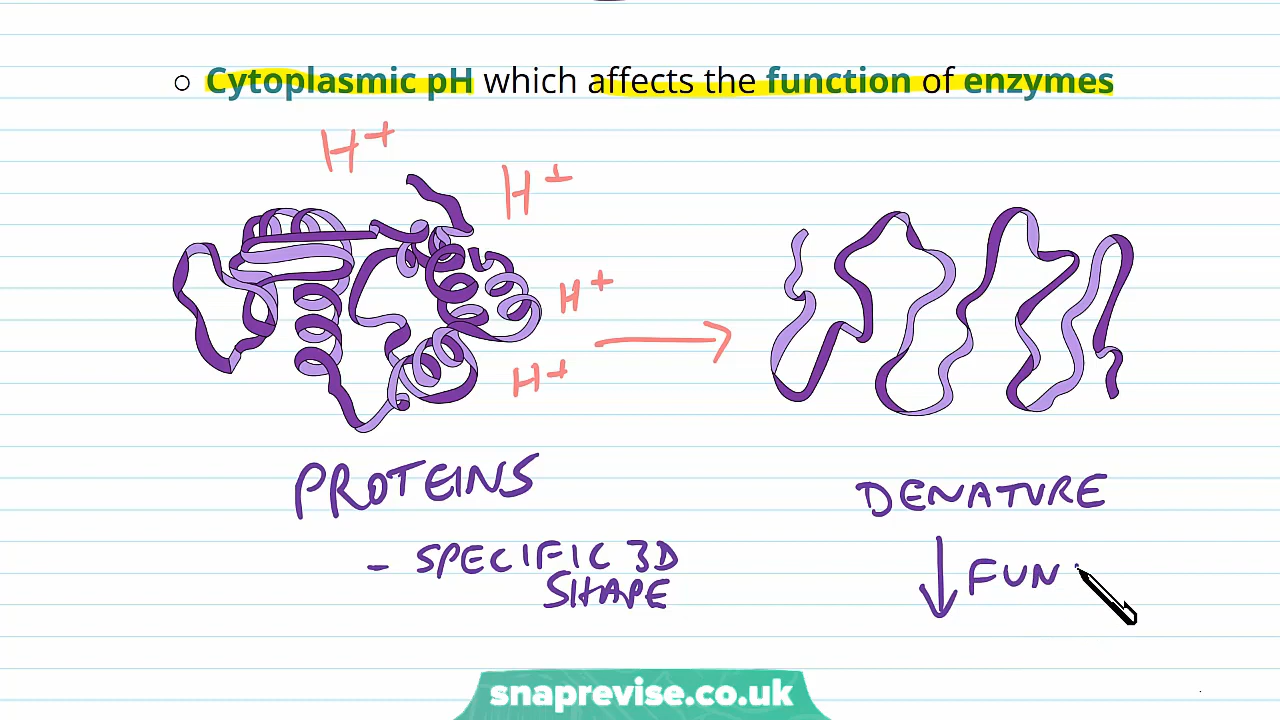 Cytoplasmic pH which affects the function of enzymes
H+
H+
H+
H+
PROTEINS
- SPECIFIC 3D
SHAPE
DENATURE
↓ FUN
snaprevise.co.uk